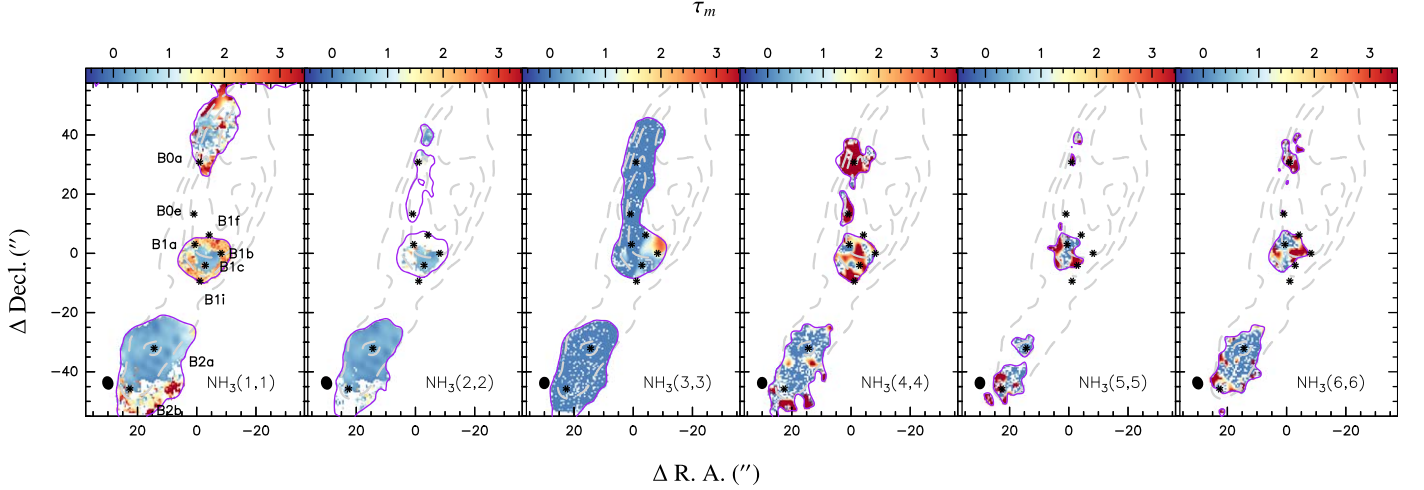 τm
0 1 2 3 0 1 2 3 0 1 2 3 0 1 2 3 0 1 2 3 0 1 2 3
40
20
0
−20
−40
Δ Decl. (″)
B0a
B0e
B1f
B1a
B1b
B1c
B1i
B2a
B2b
NH3(1,1) NH3(2,2) NH3(3,3) NH3(4,4) NH3(5,5) NH3(6,6)
20 0 −20 20 0 −20 20 0 −20 20 0 −20 20 0 −20 20 0 −20
Δ R. A. (″)